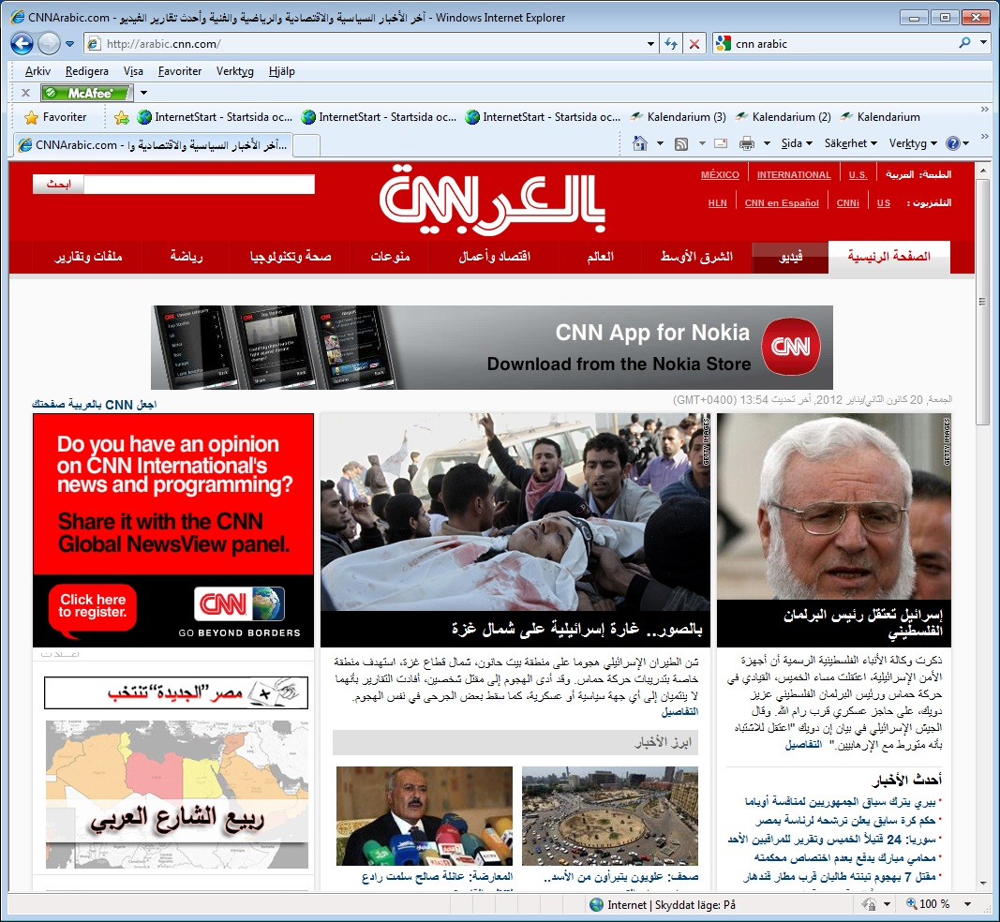 CNNArabic.com - آخر الأخبار السياسية والاقتصادية والرياضية والفنية وأحدث تقارير الفيديو - Windows Internet Explorer
http://arabic.cnn.com/
cnn arabic
Arkiv Redigera Visa Favoriter Verktyg Hjälp
x McAfee
Favoriter InternetStart - Startsida oc... InternetStart - Startsida oc... InternetStart - Startsida oc... Kalendarium (3) Kalendarium (2) Kalendarium
CNNArabic.com - آخر الأخبار السياسية والاقتصادية وا...
Sida Säkerhet Verktyg
ابحث
CNN بالعربية
الطبعة: العربية U.S. INTERNATIONAL MÉXICO
التلفزيون: US CNNi CNN en Español HLN
الصفحة الرئيسية فيديو الشرق الأوسط العالم اقتصاد وأعمال منوعات صحة وتكنولوجيا رياضة ملفات وتقارير
CNN App for Nokia
Download from the Nokia Store
CNN
الجمعة, 20 كانون الثاني/يناير 2012, آخر تحديث 13:54 (GMT+0400)
اجعل CNN بالعربية صفحتك
GETTY IMAGES
إسرائيل تعتقل رئيس البرلمان
الفلسطيني
ذكرت وكالة الأنباء الفلسطينية الرسمية أن أجهزة
الأمن الإسرائيلية، اعتقلت مساء الخميس، القيادي في
حركة حماس ورئيس البرلمان الفلسطيني عزيز
دويك، على حاجز عسكري قرب رام الله. وقال
الجيش الإسرائيلي في بيان إن دويك "اعتقل للاشتباه
بأنه متورط مع الإرهابيين." التفاصيل
أحدث الأخبار
بيري يترك سباق الجمهوريين لمنافسة أوباما
حكم كرة سابق يعلن ترشحه لرئاسة بمصر
سوريا: 24 قتيلاً الخميس وتقرير للمراقبين الأحد
محامي مبارك يدفع بعدم اختصاص محكمته
مقتل 7 بهجوم تبنته طالبان قرب مطار قندهار
GETTY IMAGES
بالصور.. غارة إسرائيلية على شمال غزة
شن الطيران الإسرائيلي هجوما على منطقة بيت حانون، شمال قطاع غزة، استهدف منطقة
خاصة بتدريبات حركة حماس. وقد أدى الهجوم إلى مقتل شخصين، أفادت التقارير بأنهما
لا ينتميان إلى أي جهة سياسية أو عسكرية، كما سقط بعض الجرحى في نفس الهجوم.
التفاصيل
ابرز الأخبار
صحف: علويون يتبرأون من الأسد..
المعارضة: عائلة صالح سلمت رادع
Do you have an opinion
on CNN International's
news and programming?
Share it with the CNN
Global NewsView panel.
Click here
to register.
CNN
GO BEYOND BORDERS
مصر"الجديدة"تنتخب
ربيع الشارع العربي
Internet | Skyddat läge: På
100 %